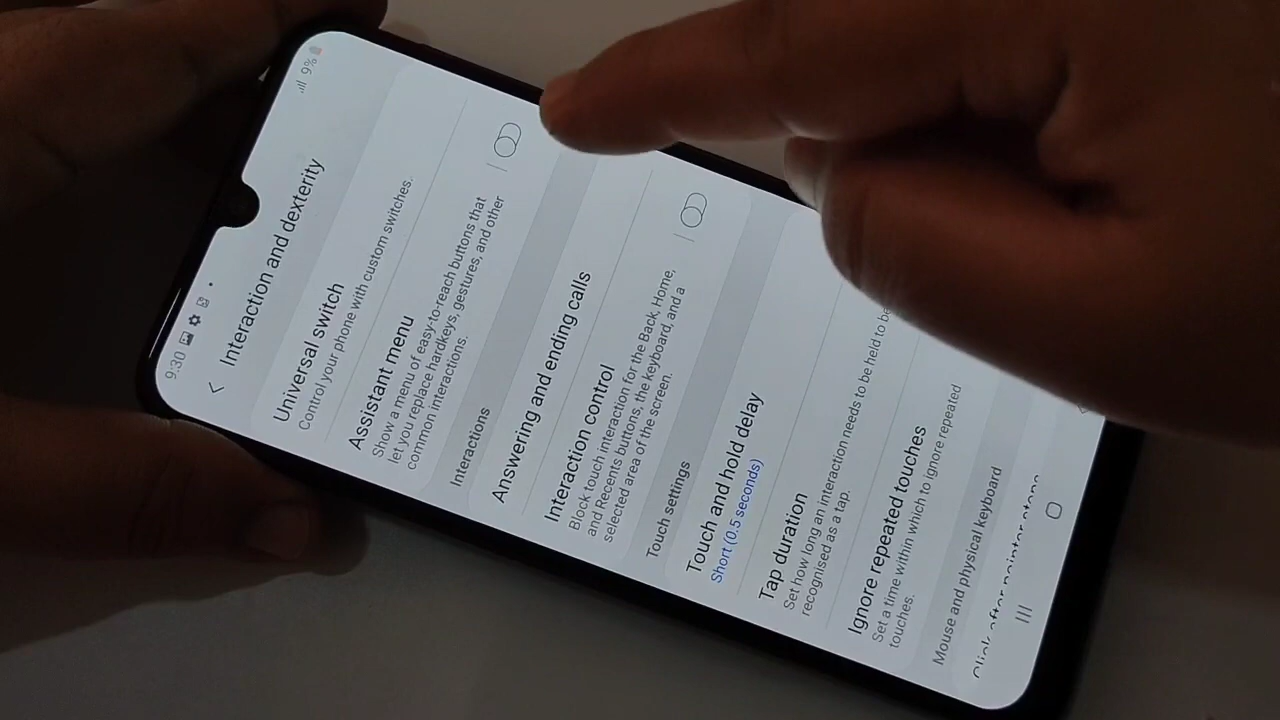 9:30
9%
Interaction and dexterity
Universal switch
Control your phone with custom switches.
Assistant menu
Show a menu of easy-to-reach buttons that
let you replace hardkeys, gestures, and other
common interactions.
Interactions
Answering and ending calls
Interaction control
Block touch interaction for the Back, Home,
and Recents buttons, the keyboard, and a
selected area of the screen.
Touch settings
Touch and hold delay
Short (0.5 seconds)
Tap duration
Set how long an interaction needs to be held to be
recognised as a tap.
Ignore repeated touches
Set a time within which to ignore repeated
touches.
Mouse and physical keyboard
Click after pointer stops